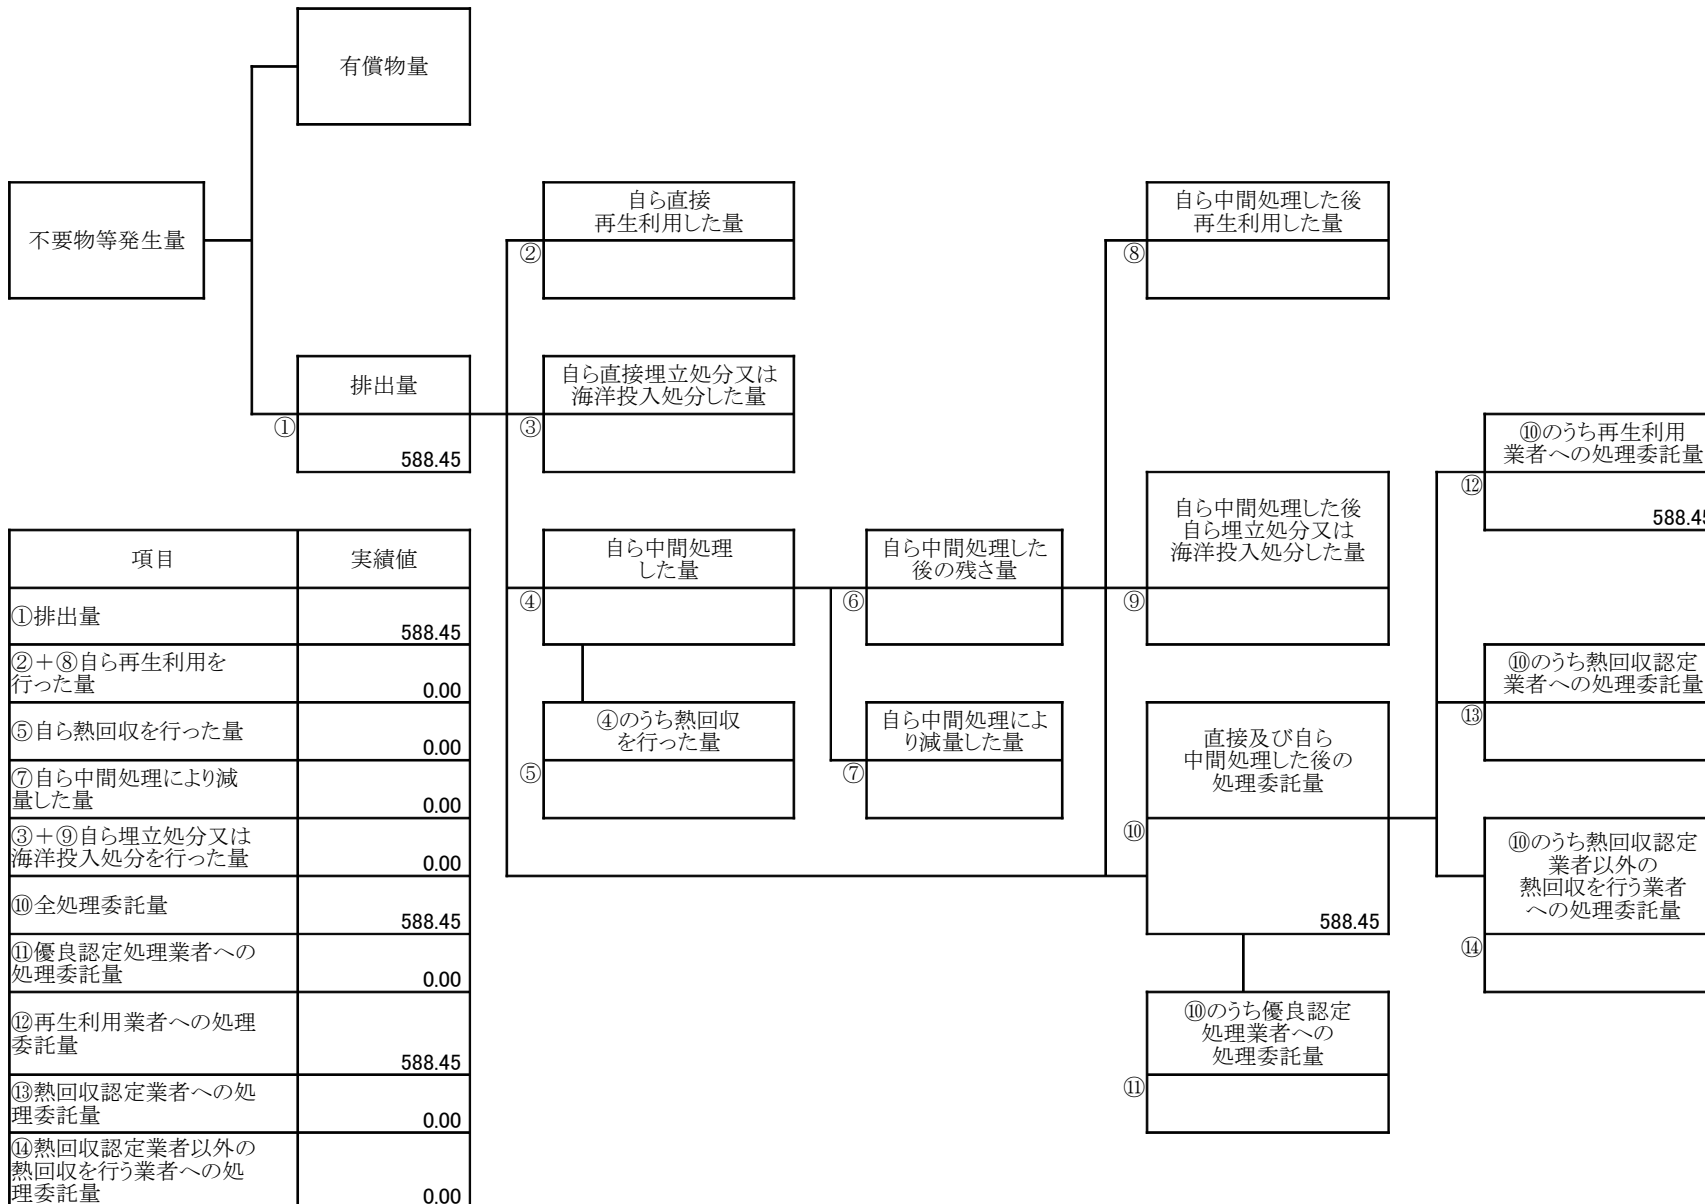 有償物量
不要物等発生量
自ら直接
再生利用した量
②
自ら中間処理した後
再生利用した量
⑧
排出量
①
588.45
自ら直接埋立処分又は
海洋投入処分した量
③
⑩のうち再生利用
業者への処理委託量
⑫
588.45
自ら中間処理
した量
④
自ら中間処理した
後の残さ量
⑥
自ら中間処理した後
自ら埋立処分又は
海洋投入処分した量
⑨
④のうち熱回収
を行った量
⑤
自ら中間処理によ
り減量した量
⑦
直接及び自ら
中間処理した後の
処理委託量
⑩
588.45
⑩のうち熱回収認定
業者への処理委託量
⑬
⑩のうち熱回収認定
業者以外の
熱回収を行う業者
への処理委託量
⑭
⑩のうち優良認定
処理業者への
処理委託量
⑪
項目 実績値
①排出量
588.45
②＋⑧自ら再生利用を
行った量
0.00
⑤自ら熱回収を行った量
0.00
⑦自ら中間処理により減
量した量
0.00
③＋⑨自ら埋立処分又は
海洋投入処分を行った量
0.00
⑩全処理委託量
588.45
⑪優良認定処理業者への
処理委託量
0.00
⑫再生利用業者への処理
委託量
588.45
⑬熱回収認定業者への処
理委託量
0.00
⑭熱回収認定業者以外の
熱回収を行う業者への処
理委託量
0.00